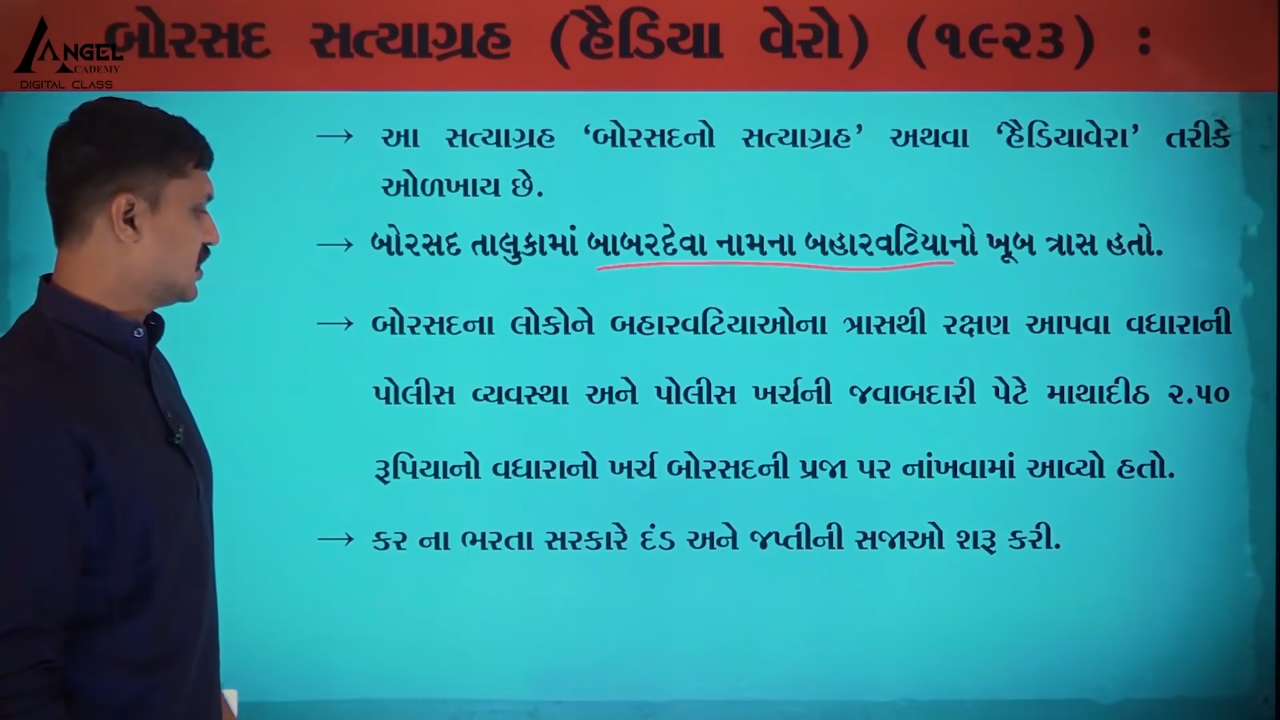 ANGEL
ACADEMY
DIGITAL CLASS
બોરસદ સત્યાગ્રહ (હૈડિયા વેરો) (૧૯૨૩) :
→ આ સત્યાગ્રહ ‘બોરસદનો સત્યાગ્રહ’ અથવા ‘હૈડિયાવેરા’ તરીકે
ઓળખાય છે.
→ બોરસદ તાલુકામાં બાબરદેવા નામના બહારવટિયાનો ખૂબ ત્રાસ હતો.
→ બોરસદના લોકોને બહારવટિયાઓના ત્રાસથી રક્ષણ આપવા વધારાની
પોલીસ વ્યવસ્થા અને પોલીસ ખર્ચની જવાબદારી પેટે માથાદીઠ ૨.૫૦
રૂપિયાનો વધારાનો ખર્ચ બોરસદની પ્રજા પર નાંખવામાં આવ્યો હતો.
→ કર ના ભરતા સરકારે દંડ અને જપ્તીની સજાઓ શરૂ કરી.